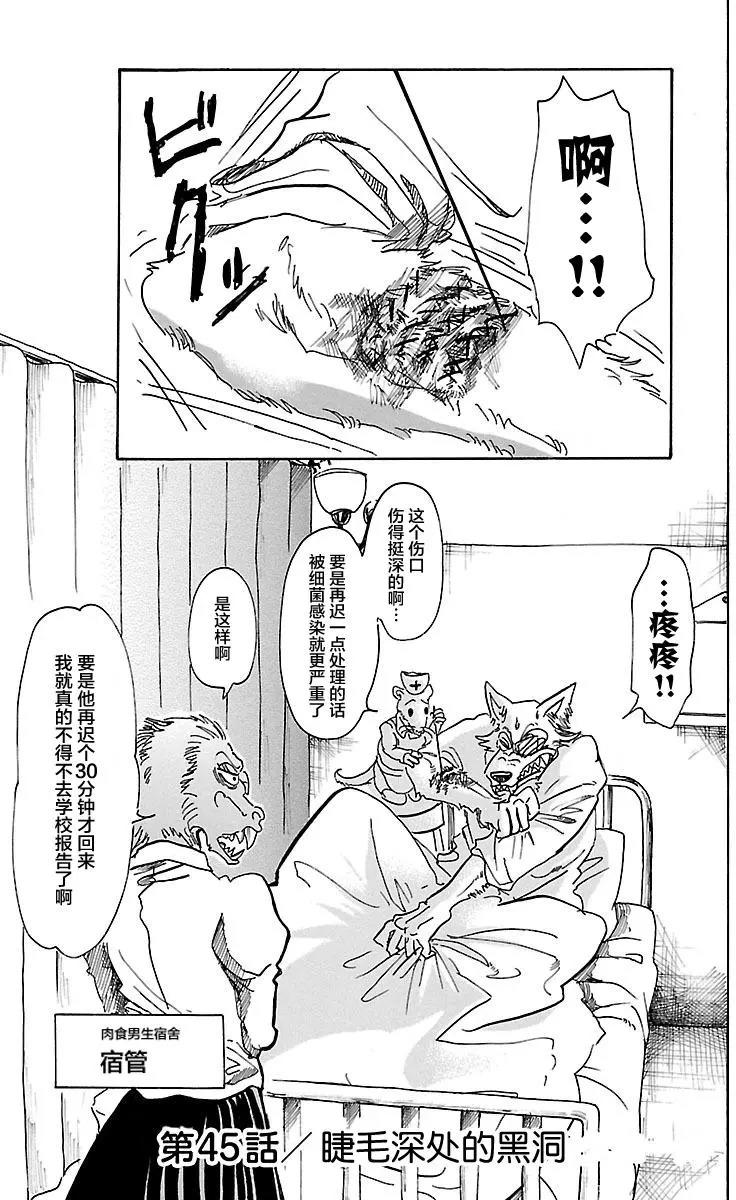 啊…!!
ビクッ
…疼疼!!
这个伤口
伤得挺深的啊…
要是再迟一点处理的话
被细菌感染就更严重了
是这样啊
要是他再迟个30分钟才回来
我就真的不得不去学校报告了啊
肉食男生宿舍
宿管
第45話／睫毛深处的黑洞